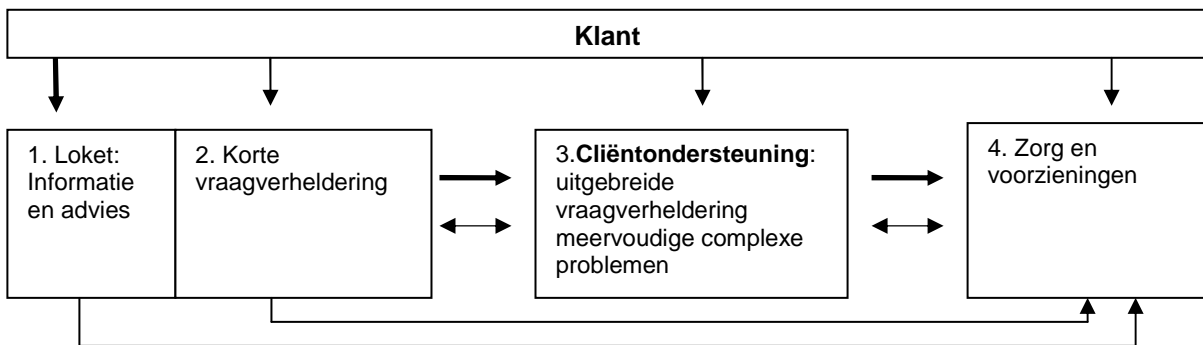 Klant
1. Loket:
Informatie
en advies
2. Korte
vraagverheldering
3.Cliëntondersteuning:
uitgebreide
vraagverheldering
meervoudige complexe
problemen
4. Zorg en
voorzieningen